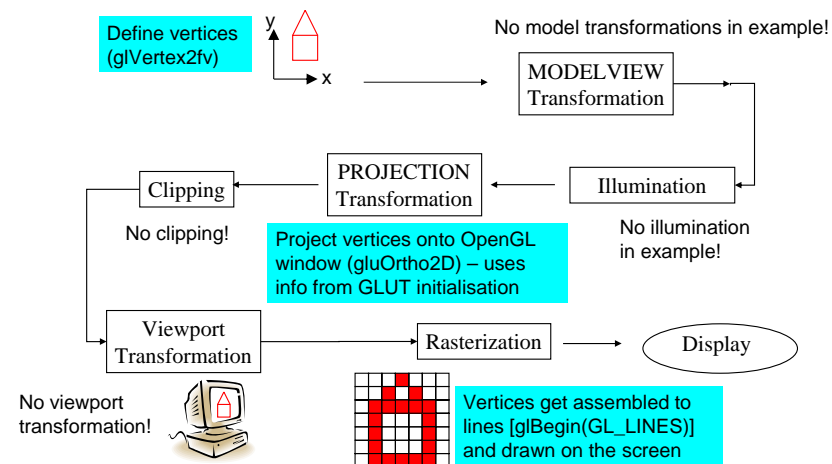 Define vertices
(glVertex2fv)
y
x
No model transformations in example!
MODELVIEW
Transformation
Illumination
No illumination
in example!
PROJECTION
Transformation
Project vertices onto OpenGL
window (gluOrtho2D) – uses
info from GLUT initialisation
Clipping
No clipping!
Viewport
Transformation
No viewport
transformation!
Rasterization
Vertices get assembled to
lines [glBegin(GL_LINES)]
and drawn on the screen
Display